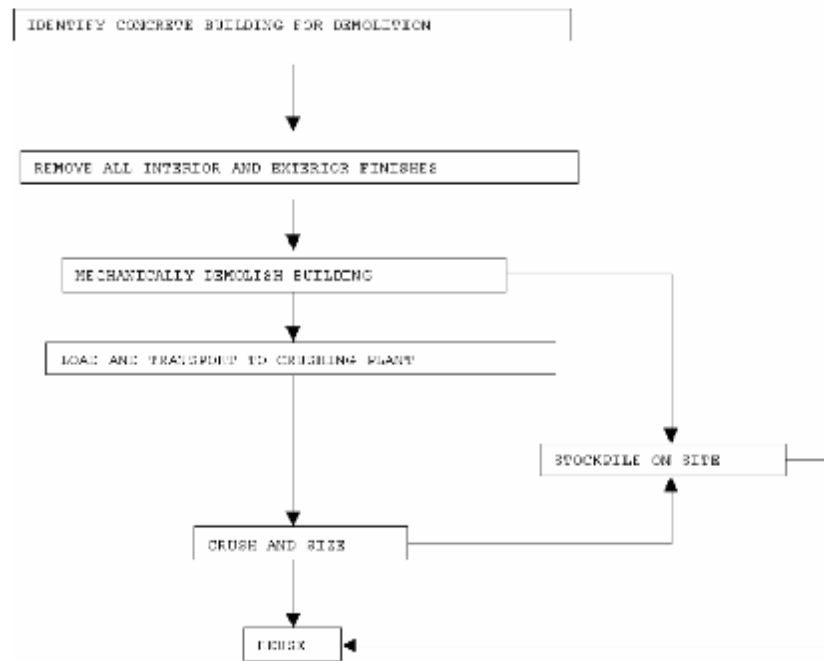 IDENTIFY CONCRETE BUILDING FOR DEMOLITION
REMOVE ALL INTERIOR AND EXTERIOR FINISHES
MECHANICALLY DEMOLISH BUILDING
LOAD AND TRANSPORT TO CRUSHING PLANT
STOCKPILE ON SITE
CRUSH AND SIZE
REUSE